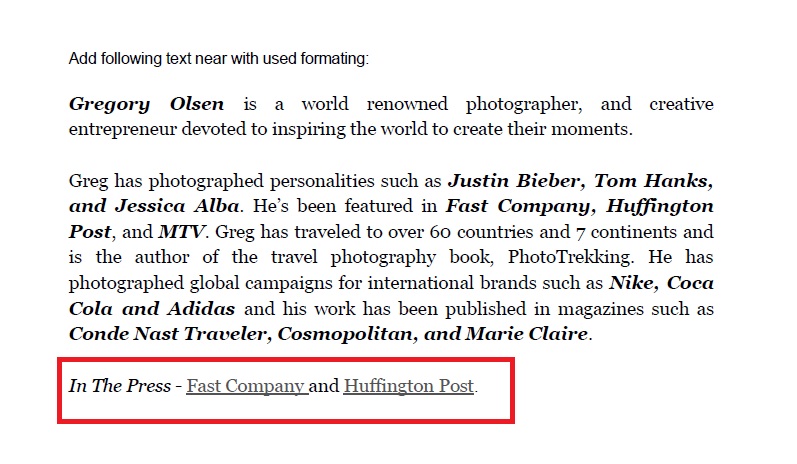 Add following text near with used formating:
Gregory Olsen is a world renowned photographer, and creative
entrepreneur devoted to inspiring the world to create their moments.
Greg has photographed personalities such as Justin Bieber, Tom Hanks,
and Jessica Alba. He’s been featured in Fast Company, Huffington
Post, and MTV. Greg has traveled to over 60 countries and 7 continents and
is the author of the travel photography book, PhotoTrekking. He has
photographed global campaigns for international brands such as Nike, Coca
Cola and Adidas and his work has been published in magazines such as
Conde Nast Traveler, Cosmopolitan, and Marie Claire.
In The Press - Fast Company and Huffington Post.